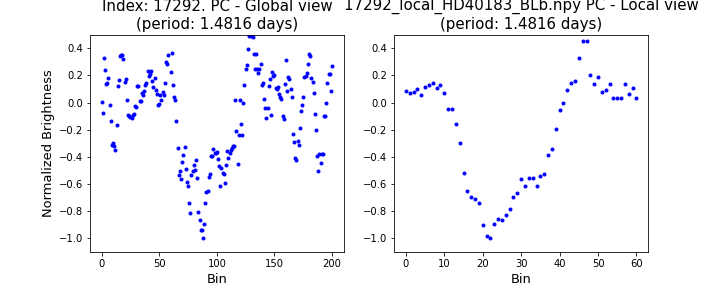 Index: 17292. PC - Global view
(period: 1.4816 days)
17292_local_HD40183_BLb.npy PC - Local view
(period: 1.4816 days)
Normalized Brightness
0.4
0.2
0.0
−0.2
−0.4
−0.6
−0.8
−1.0
0 50 100 150 200
Bin
0.4
0.2
0.0
−0.2
−0.4
−0.6
−0.8
−1.0
0 10 20 30 40 50 60
Bin